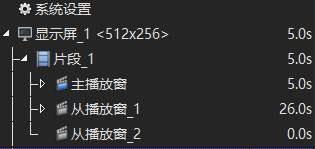 系统设置
显示屏_1 <512x256> 5.0s
片段_1 5.0s
主播放窗 5.0s
从播放窗_1 26.0s
从播放窗_2 0.0s